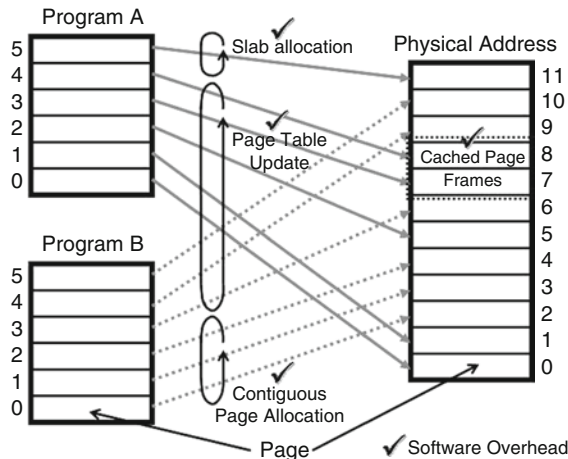 Program A
5
4
3
2
1
0
Slab allocation
Page Table
Update
Physical Address
11
10
9
8
7
6
5
4
3
2
1
0
Cached Page
Frames
Program B
5
4
3
2
1
0
Contiguous
Page Allocation
Page
Software Overhead